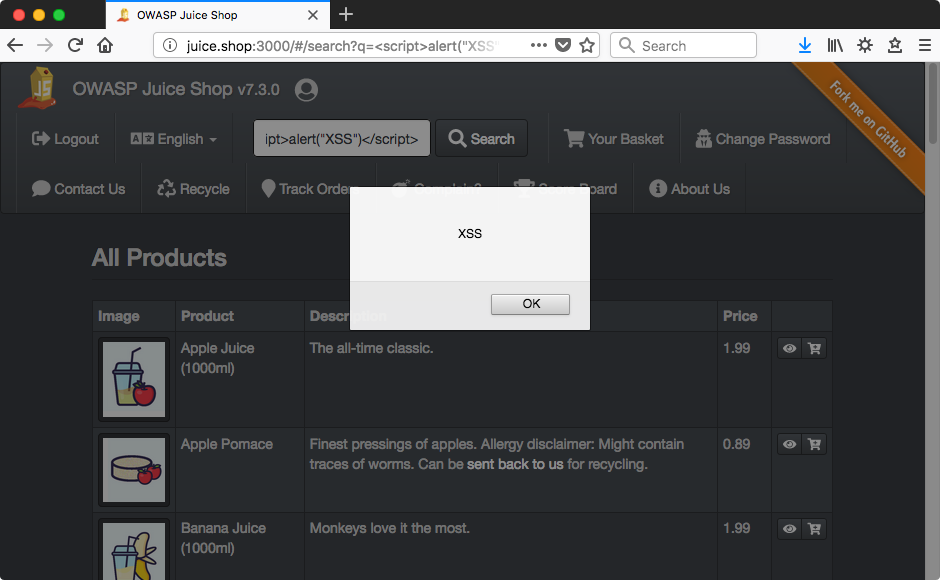 OWASP Juice Shop
juice.shop:3000/#/search?q=<script>alert("XSS"
Search
OWASP Juice Shop v7.3.0
Fork me on GitHub
Logout
English
ipt>alert("XSS")</script>
Search
Your Basket
Change Password
Contact Us
Recycle
Track Orders
Complain?
Score Board
About Us
XSS
OK
All Products
Image Product Description Price
Apple Juice (1000ml) The all-time classic. 1.99
Apple Pomace Finest pressings of apples. Allergy disclaimer: Might contain 0.89
traces of worms. Can be sent back to us for recycling.
Banana Juice (1000ml) Monkeys love it the most. 1.99